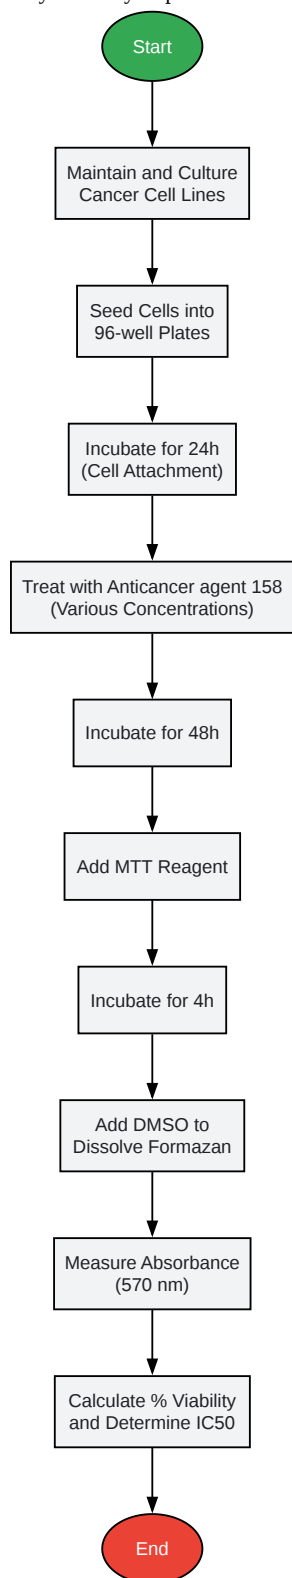 Start
Maintain and Culture
Cancer Cell Lines
Seed Cells into
96-well Plates
Incubate for 24h
(Cell Attachment)
Treat with Anticancer agent 158
(Various Concentrations)
Incubate for 48h
Add MTT Reagent
Incubate for 4h
Add DMSO to
Dissolve Formazan
Measure Absorbance
(570 nm)
Calculate % Viability
and Determine IC50
End